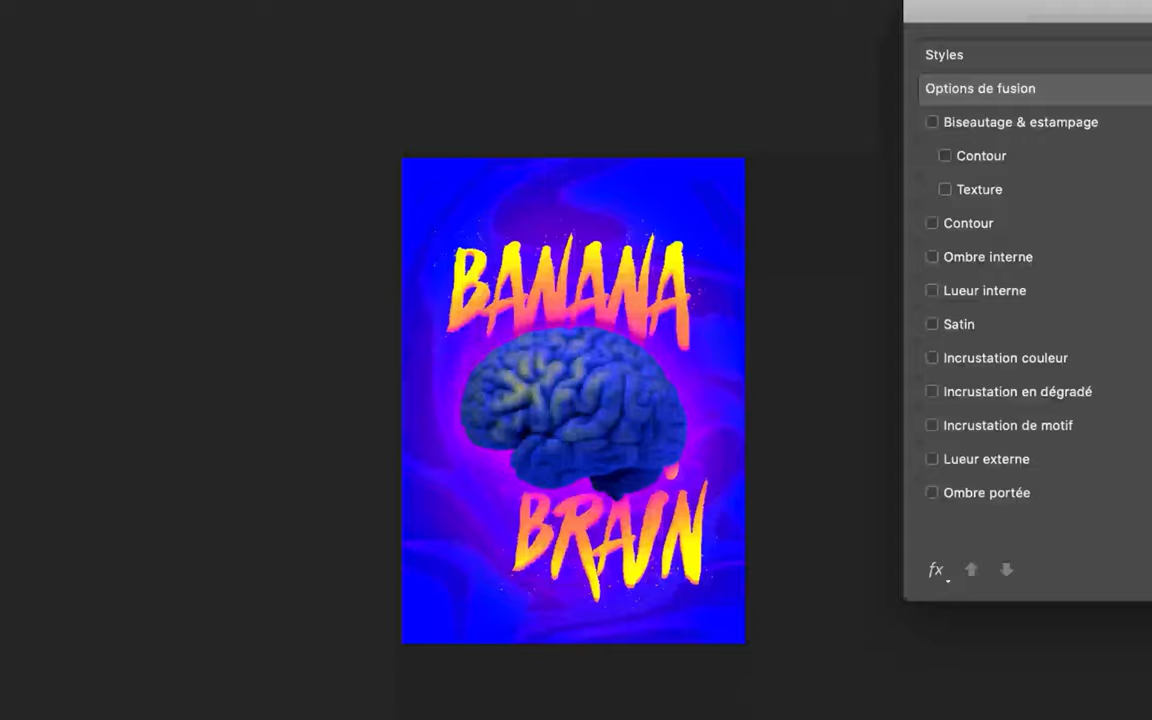 Styles
Options de fusion
Biseautage & estampage
Contour
Texture
Contour
Ombre interne
Lueur interne
Satin
Incrustation couleur
Incrustation en dégradé
Incrustation de motif
Lueur externe
Ombre portée
fx
BANANA
BRAiN